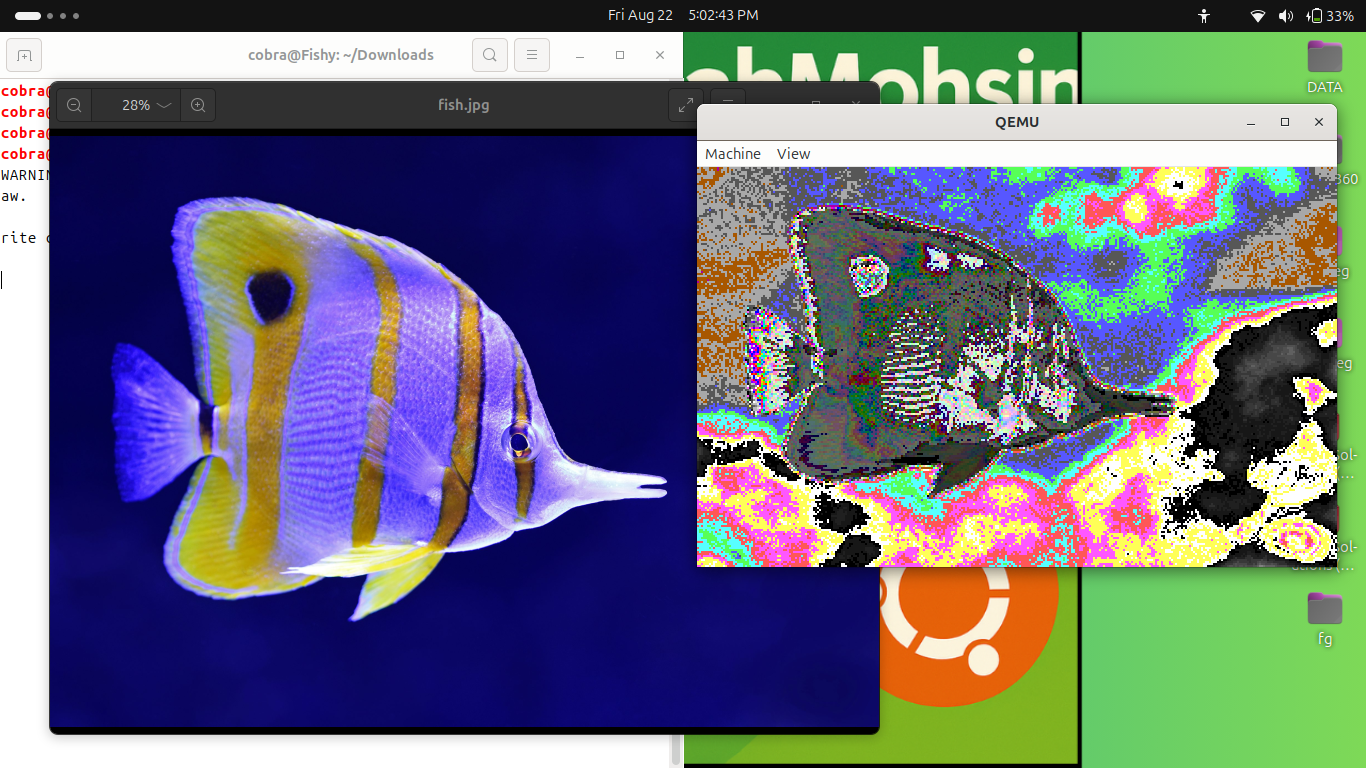 Fri Aug 22 5:02:43 PM
33%
cobra@Fishy: ~/Downloads
cobra@
cobra@
cobra@
cobra@
WARNIN
aw.
rite
28%
fish.jpg
QEMU
Machine View
DATA
360
eg
eg
ol-
ol-
fg